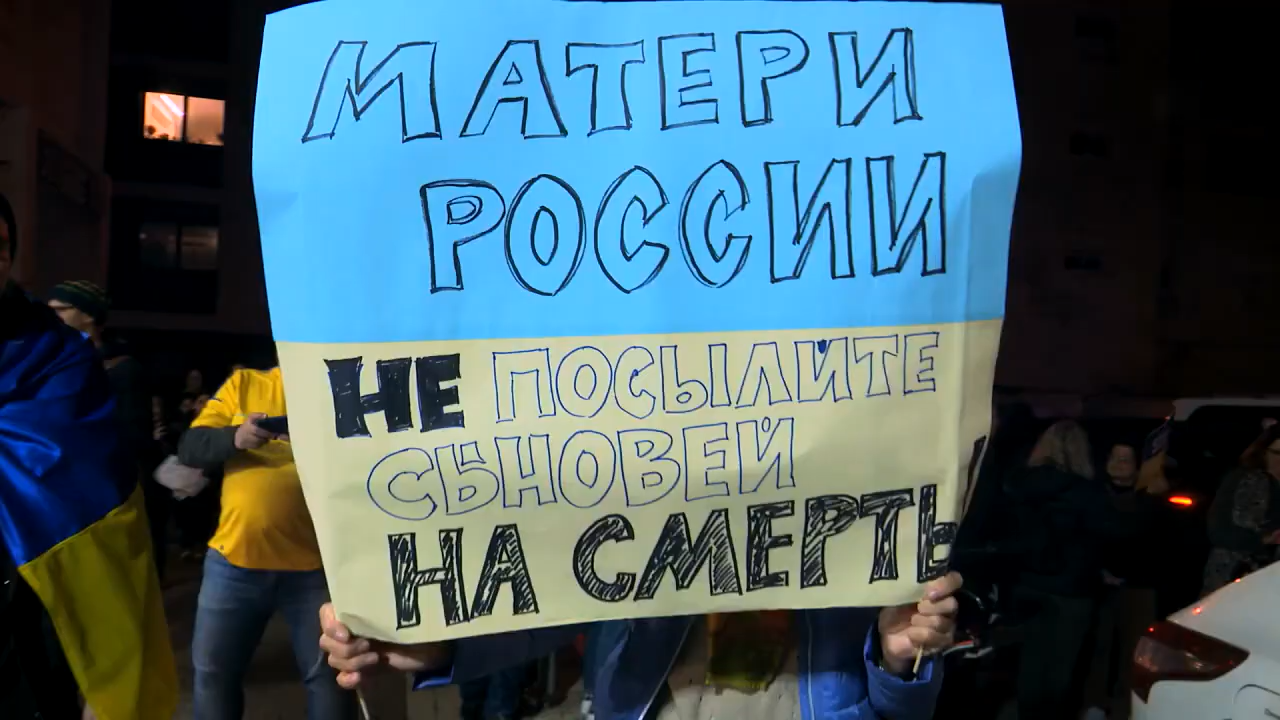 МАТЕРИ
РОССИИ
НЕ ПОСЫЛАЙТЕ
СЫНОВЕЙ
НА СМЕРТЬ!